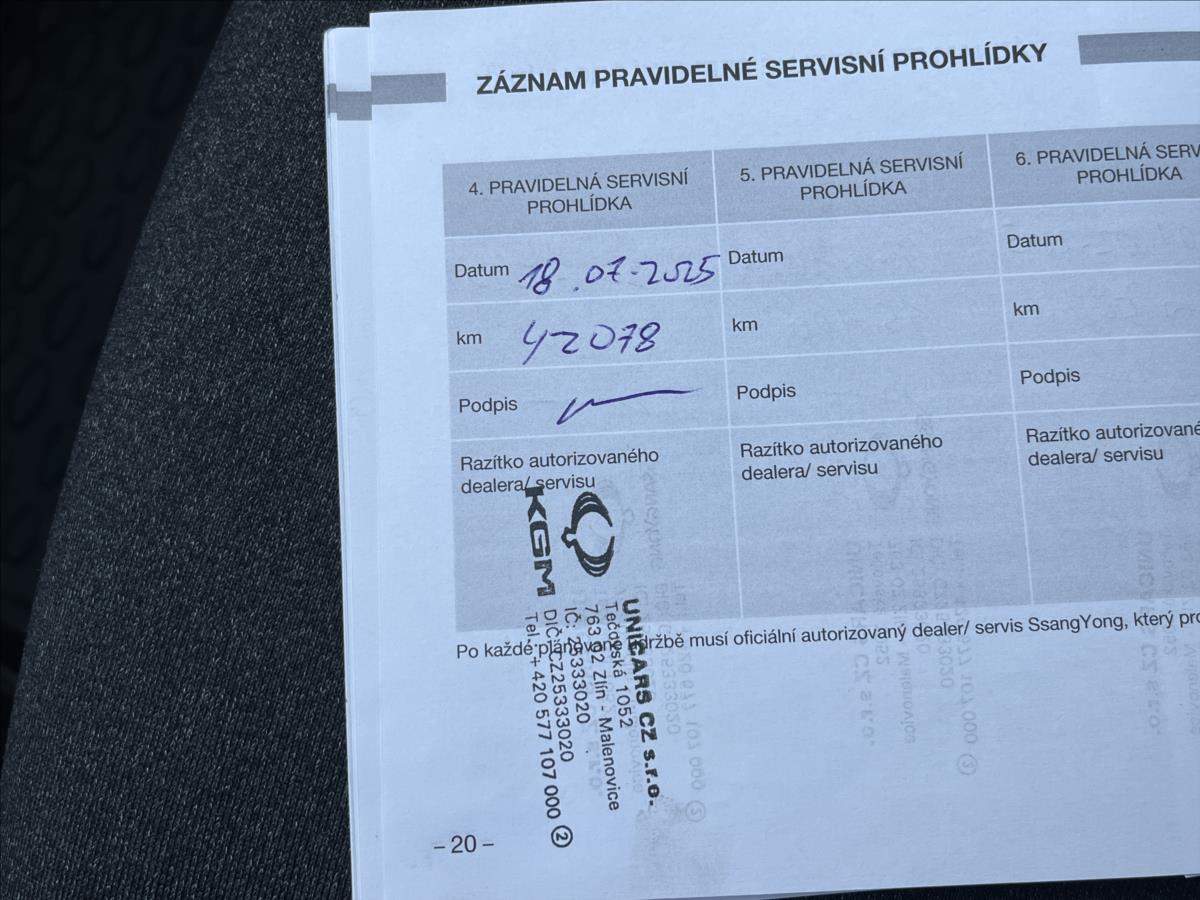 ZÁZNAM PRAVIDELNÉ SERVISNÍ PROHLÍDKY
4. PRAVIDELNÁ SERVISNÍ
PROHLÍDKA
Datum 18.07.2025
km 42078
Podpis
Razítko autorizovaného
dealera/ servisu
KGM
UNICARS CZ s.r.o.
Tečovská 1052
763 02 Zlín - Malenovice
IČ: 25333020
DIČ: CZ25333020
Tel.: +420 577 107 000 ②
5. PRAVIDELNÁ SERVISNÍ
PROHLÍDKA
Datum
km
Podpis
Razítko autorizovaného
dealera/ servisu
6. PRAVIDELNÁ SERV
PROHLÍDKA
Datum
km
Podpis
Razítko autorizované
dealera/ servisu
Po každé plánované údržbě musí oficiální autorizovaný dealer/ servis SsangYong, který pro
– 20 –